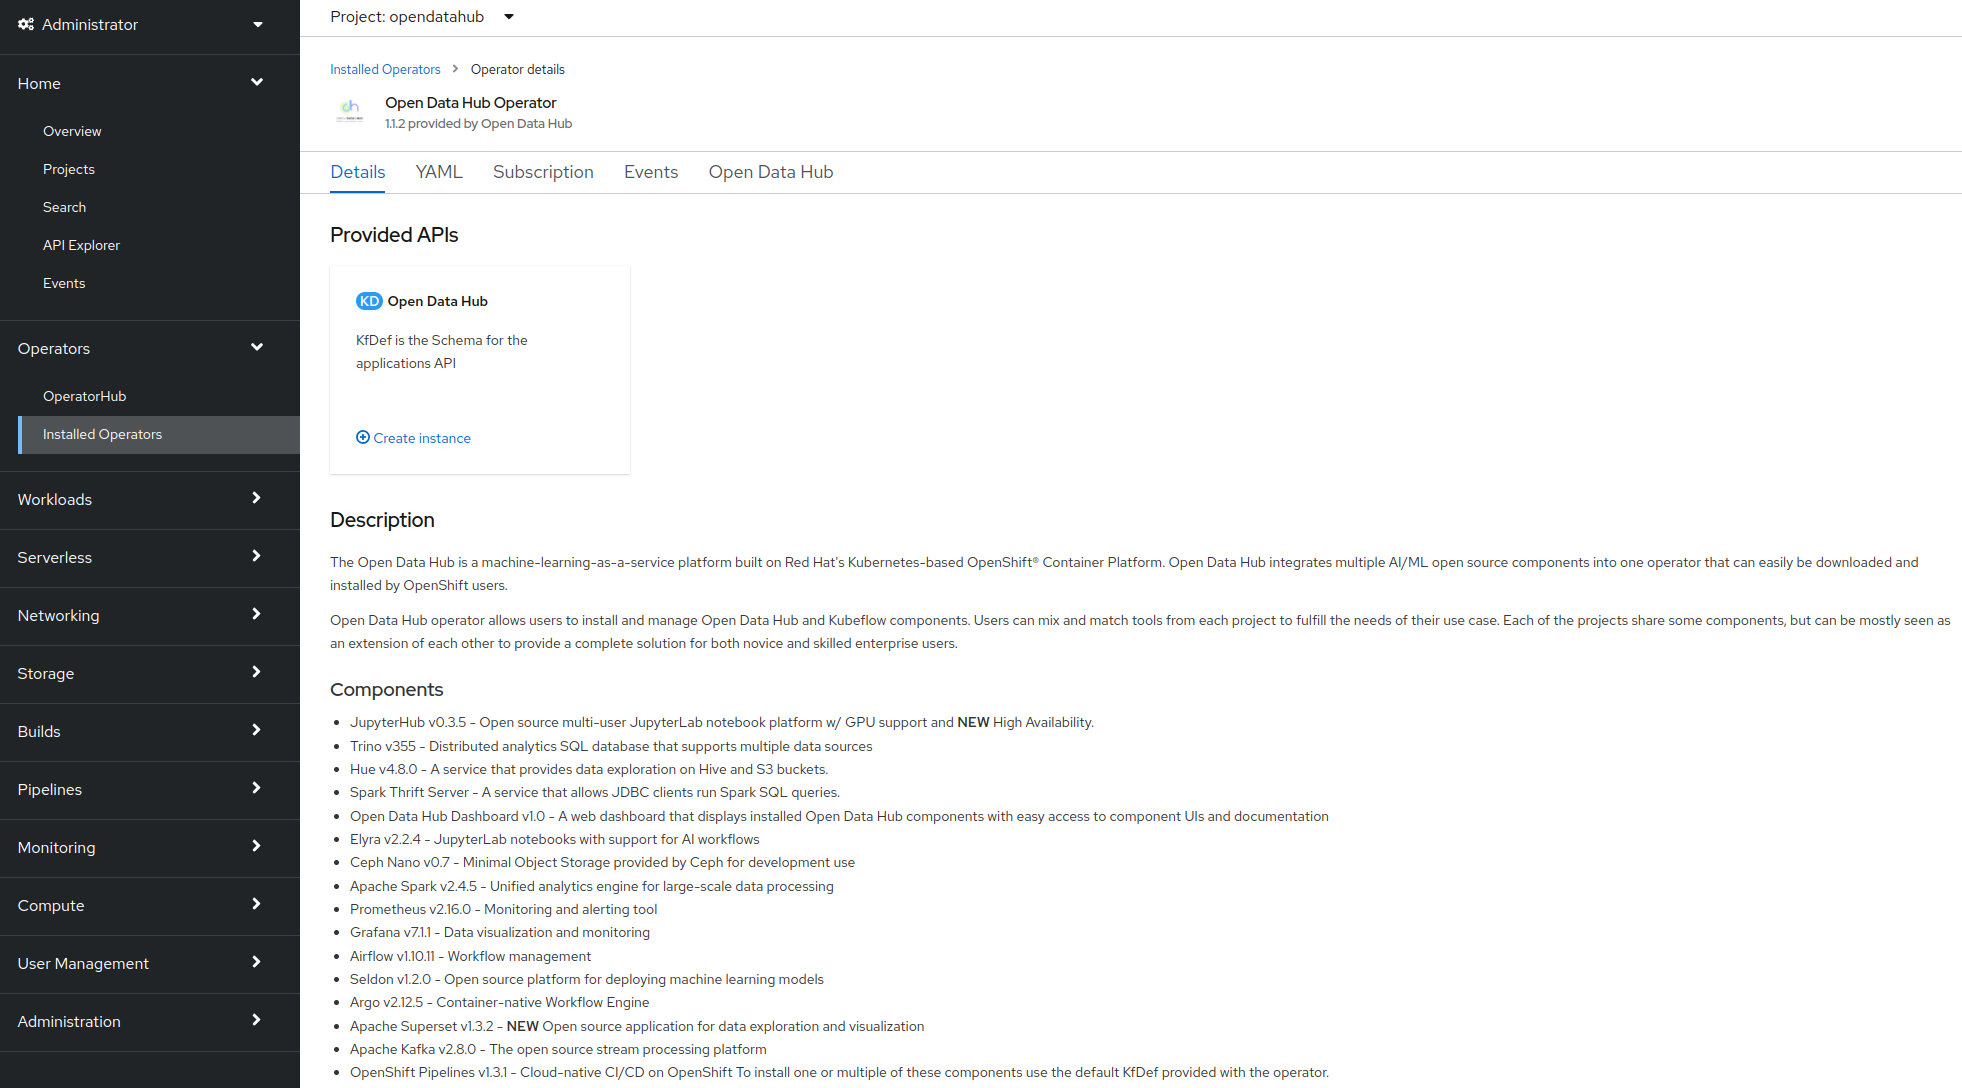 Administrator
Home
Overview
Projects
Search
API Explorer
Events
Operators
OperatorHub
Installed Operators
Workloads
Serverless
Networking
Storage
Builds
Pipelines
Monitoring
Compute
User Management
Administration
Project: opendatahub
Installed Operators > Operator details
Open Data Hub Operator
1.1.2 provided by Open Data Hub
Details YAML Subscription Events Open Data Hub
Provided APIs
KD Open Data Hub
KfDef is the Schema for the
applications API
Create instance
Description
The Open Data Hub is a machine-learning-as-a-service platform built on Red Hat's Kubernetes-based OpenShift® Container Platform. Open Data Hub integrates multiple AI/ML open source components into one operator that can easily be downloaded and
installed by OpenShift users.
Open Data Hub operator allows users to install and manage Open Data Hub and Kubeflow components. Users can mix and match tools from each project to fulfill the needs of their use case. Each of the projects share some components, but can be mostly seen as
an extension of each other to provide a complete solution for both novice and skilled enterprise users.
Components
• JupyterHub v0.3.5 - Open source multi-user JupyterLab notebook platform w/ GPU support and NEW High Availability.
• Trino v355 - Distributed analytics SQL database that supports multiple data sources
• Hue v4.8.0 - A service that provides data exploration on Hive and S3 buckets.
• Spark Thrift Server - A service that allows JDBC clients run Spark SQL queries.
• Open Data Hub Dashboard v1.0 - A web dashboard that displays installed Open Data Hub components with easy access to component UIs and documentation
• Elyra v2.2.4 - JupyterLab notebooks with support for AI workflows
• Ceph Nano v0.7 - Minimal Object Storage provided by Ceph for development use
• Apache Spark v2.4.5 - Unified analytics engine for large-scale data processing
• Prometheus v2.16.0 - Monitoring and alerting tool
• Grafana v7.1.1 - Data visualization and monitoring
• Airflow v1.10.11 - Workflow management
• Seldon v1.2.0 - Open source platform for deploying machine learning models
• Argo v2.12.5 - Container-native Workflow Engine
• Apache Superset v1.3.2 - NEW Open source application for data exploration and visualization
• Apache Kafka v2.8.0 - The open source stream processing platform
• OpenShift Pipelines v1.3.1 - Cloud-native CI/CD on OpenShift To install one or multiple of these components use the default KfDef provided with the operator.